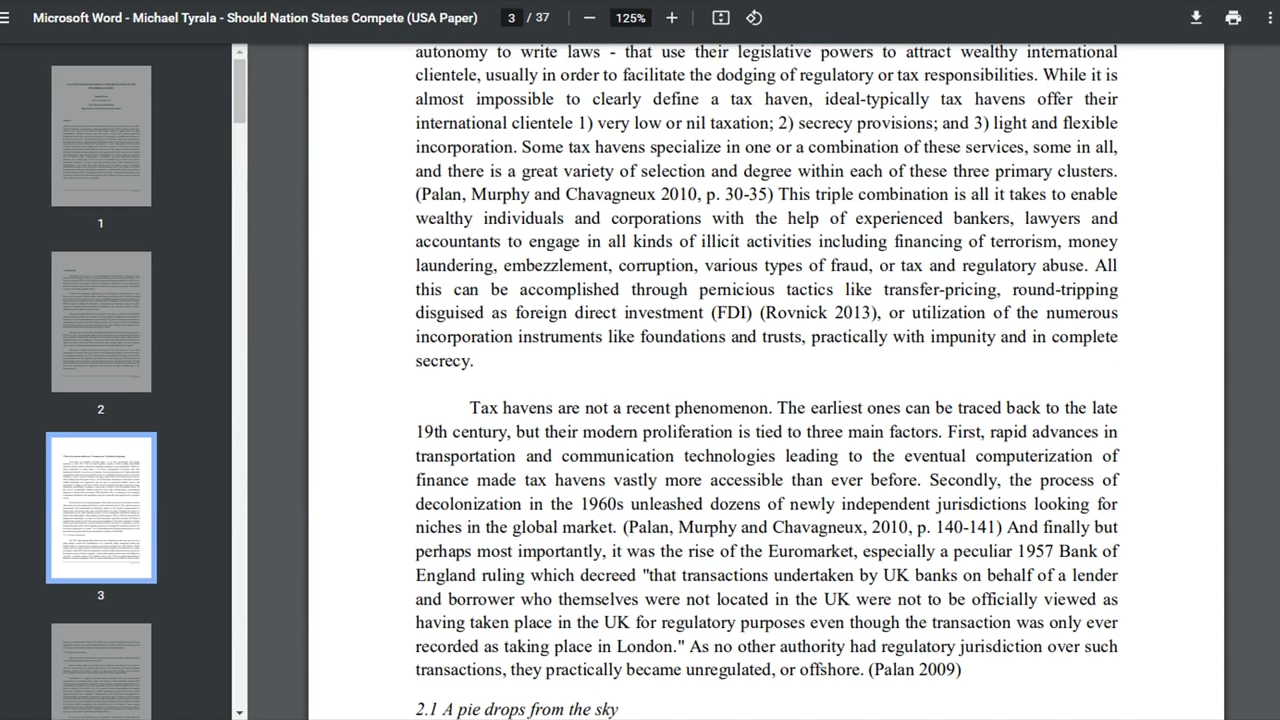 Microsoft Word - Michael Tyrala - Should Nation States Compete (USA Paper)
3 / 37
125%
autonomy to write laws - that use their legislative powers to attract wealthy international
clientele, usually in order to facilitate the dodging of regulatory or tax responsibilities. While it is
almost impossible to clearly define a tax haven, ideal-typically tax havens offer their
international clientele 1) very low or nil taxation; 2) secrecy provisions; and 3) light and flexible
incorporation. Some tax havens specialize in one or a combination of these services, some in all,
and there is a great variety of selection and degree within each of these three primary clusters.
(Palan, Murphy and Chavagneux 2010, p. 30-35) This triple combination is all it takes to enable
wealthy individuals and corporations with the help of experienced bankers, lawyers and
accountants to engage in all kinds of illicit activities including financing of terrorism, money
laundering, embezzlement, corruption, various types of fraud, or tax and regulatory abuse. All
this can be accomplished through pernicious tactics like transfer-pricing, round-tripping
disguised as foreign direct investment (FDI) 2013), or utilization of the numerous
incorporation instruments like foundations and trusts, practically with impunity and in complete
secrecy.
Tax havens are not a recent phenomenon. The earliest ones can be traced back to the late
19th century, but their modern proliferation is tied to three main factors. First, rapid advances in
transportation and communication technologies leading to the eventual computerization of
finance made tax havens vastly more accessible than ever before. Secondly, the process of
decolonization in the 1960s unleashed dozens of newly independent jurisdictions looking for
niches in the global market. (Palan, Murphy and Chavagneux, 2010, p. 140-141) And finally but
perhaps most importantly, it was the rise of the Euromarket, especially a peculiar 1957 Bank of
England ruling which decreed "that transactions undertaken by UK banks on behalf of a lender
and borrower who themselves were not located in the UK were not to be officially viewed as
having taken place in the UK for regulatory purposes even though the transaction was only ever
recorded as taking place in London." As no other authority had regulatory jurisdiction over such
practically became unregulated or offshore. (Palan 2009)
2.1 A pie drops from the sky
1
2
3